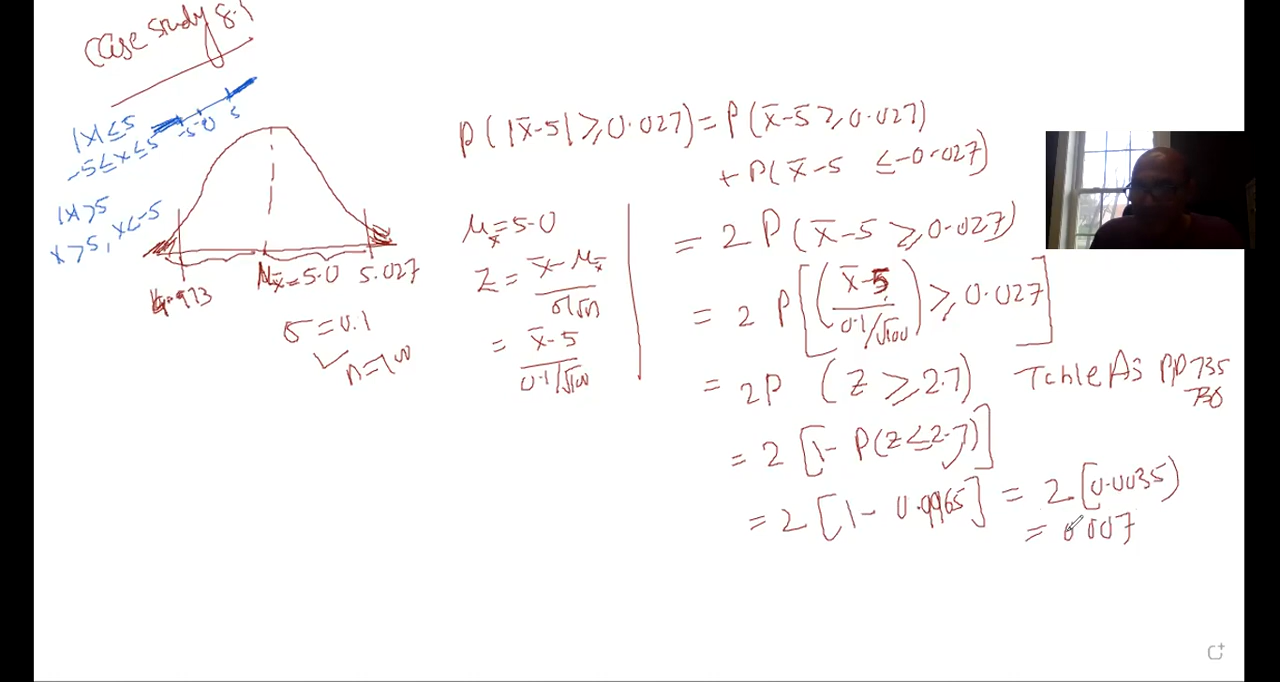 Case Study 8.1
|x| ≤ 5
-5 ≤ x ≤ 5
-5 0 5
|x| > 5
x > 5, x < -5
4.973 μx̄ = 5.0 5.027
σ = 0.1
n = 100
P(|x̄-5| ≥ 0.027) = P(x̄-5 ≥ 0.027)
+ P(x̄-5 ≤ -0.027)
μx̄ = 5.0
Z = (x̄ - μx̄)/(σ/√n)
= (x̄ - 5)/(0.1/√100)
= 2P(x̄-5 ≥ 0.027)
= 2 P[((x̄-5)/(0.1/√100)) ≥ 0.027]
= 2P (Z ≥ 2.7) Table A5 PP 735
= 2 [1 - P(Z ≤ 2.7)]
= 2 [1 - 0.9965] = 2 [0.0035)
= 0.007